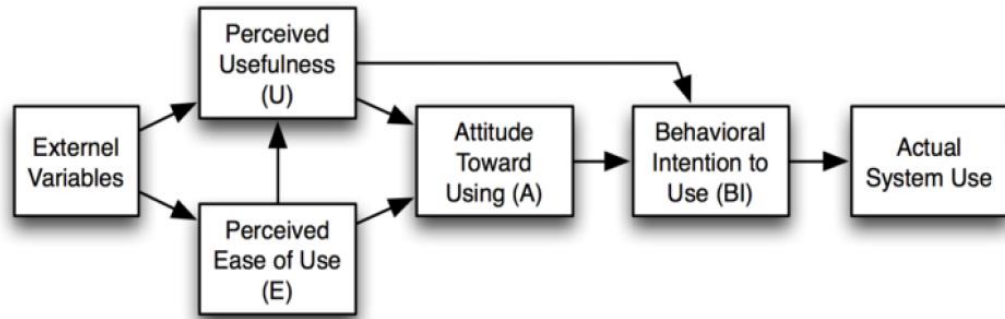 Externel
Variables
Perceived
Usefulness
(U)
Perceived
Ease of Use
(E)
Attitude
Toward
Using (A)
Behavioral
Intention to
Use (BI)
Actual
System Use